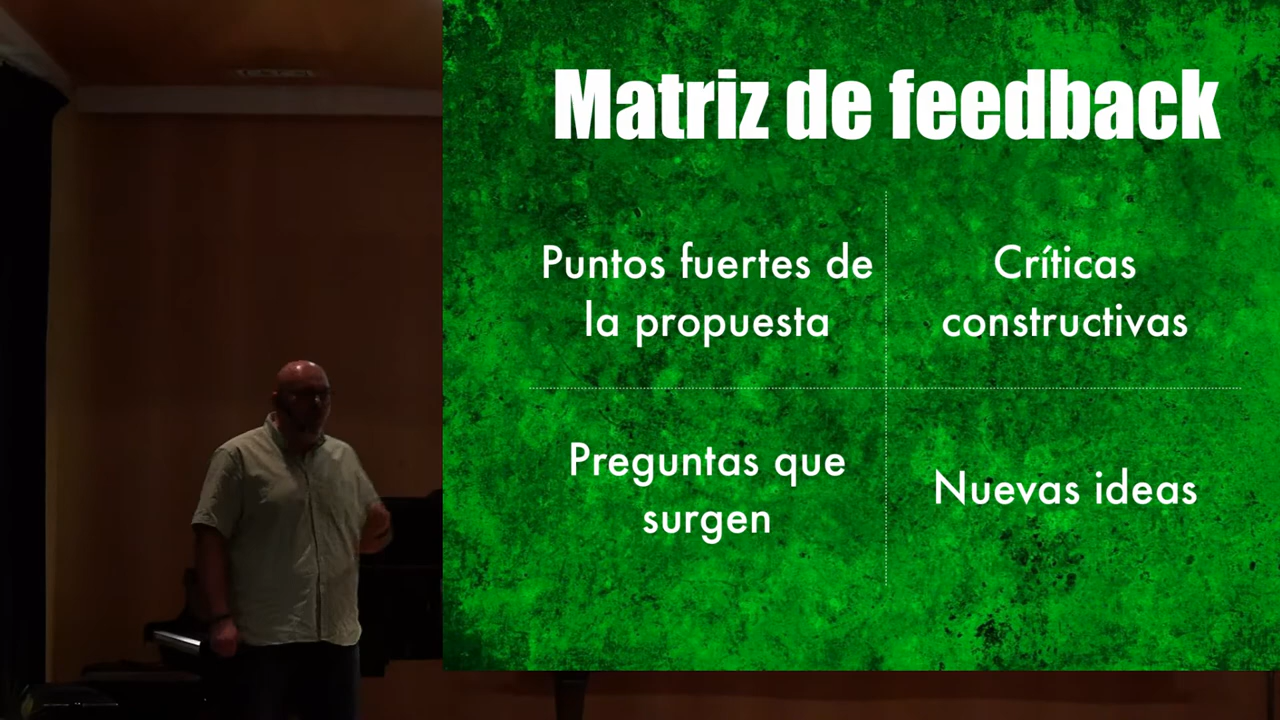 Matriz de feedback
Puntos fuertes de
la propuesta
Críticas
constructivas
Preguntas que
surgen
Nuevas ideas